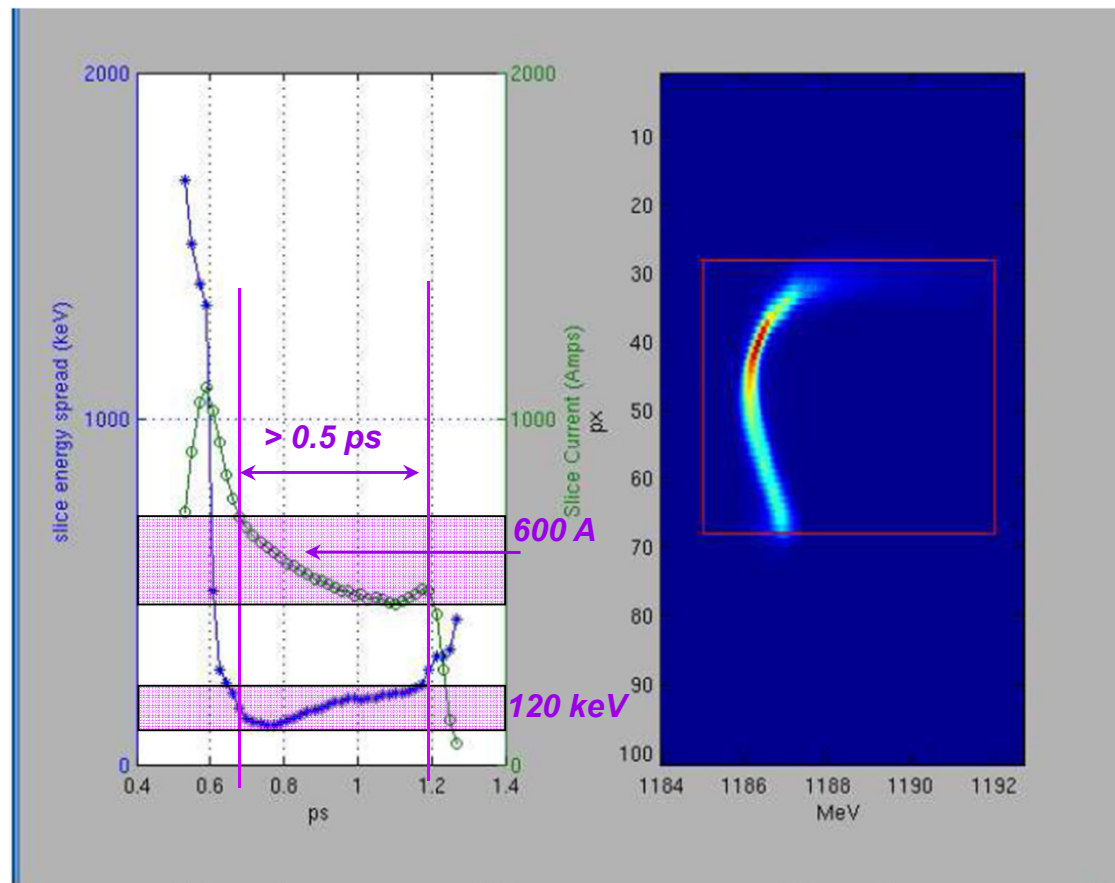 2000
1000
0
slice energy spread (keV)
0.4 0.6 0.8 1 1.2 1.4
ps
2000
1000
0
Slice Current (Amps)
> 0.5 ps
600 A
120 keV
10
20
30
40
50
60
70
80
90
100
px
1184 1186 1188 1190 1192
MeV